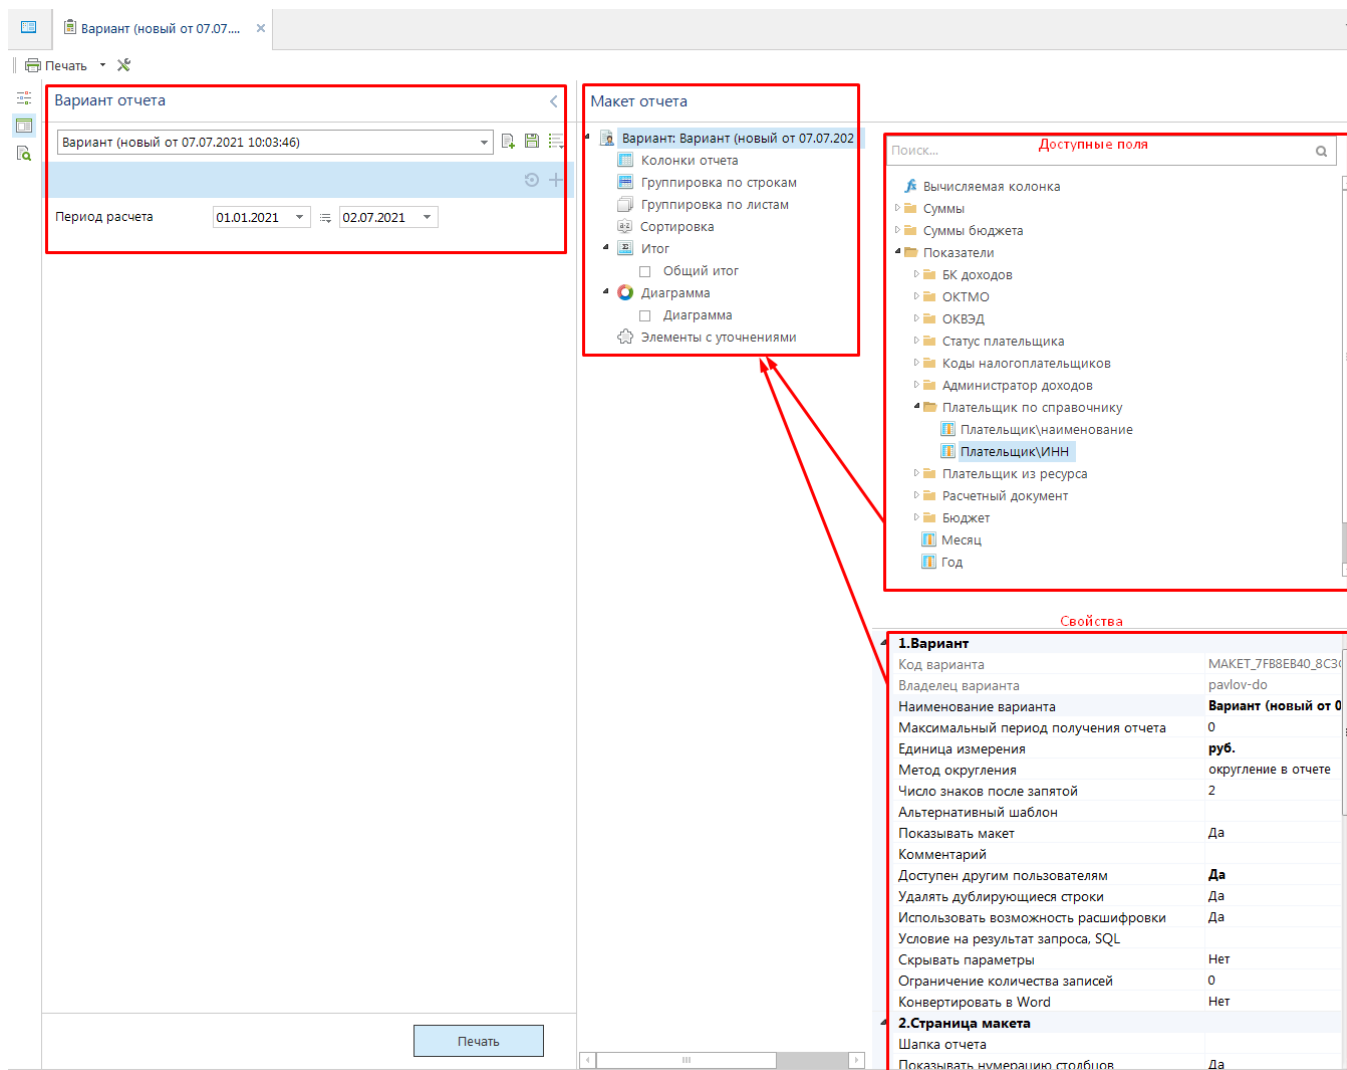 Вариант (новый от 07.07....
Печать
Вариант отчета
Вариант (новый от 07.07.2021 10:03:46)
Период расчета 01.01.2021 02.07.2021
Печать
Макет отчета
Вариант: Вариант (новый от 07.07.202
Колонки отчета
Группировка по строкам
Группировка по листам
Сортировка
Итог
Общий итог
Диаграмма
Диаграмма
Элементы с уточнениями
Поиск... Доступные поля
Вычисляемая колонка
Суммы
Суммы бюджета
Показатели
БК доходов
ОКТМО
ОКВЭД
Статус плательщика
Коды налогоплательщиков
Администратор доходов
Плательщик по справочнику
Плательщик\наименование
Плательщик\ИНН
Плательщик из ресурса
Расчетный документ
Бюджет
Месяц
Год
Свойства
1.Вариант
Код варианта MAKET_7FB8EB40_8C3
Владелец варианта pavlov-do
Наименование варианта Вариант (новый от 0
Максимальный период получения отчета 0
Единица измерения руб.
Метод округления округление в отчете
Число знаков после запятой 2
Альтернативный шаблон
Показывать макет Да
Комментарий
Доступен другим пользователям Да
Удалять дублирующиеся строки Да
Использовать возможность расшифровки Да
Условие на результат запроса, SQL
Скрывать параметры Нет
Ограничение количества записей 0
Конвертировать в Word Нет
2.Страница макета
Шапка отчета
Показывать нумерацию столбцов Да